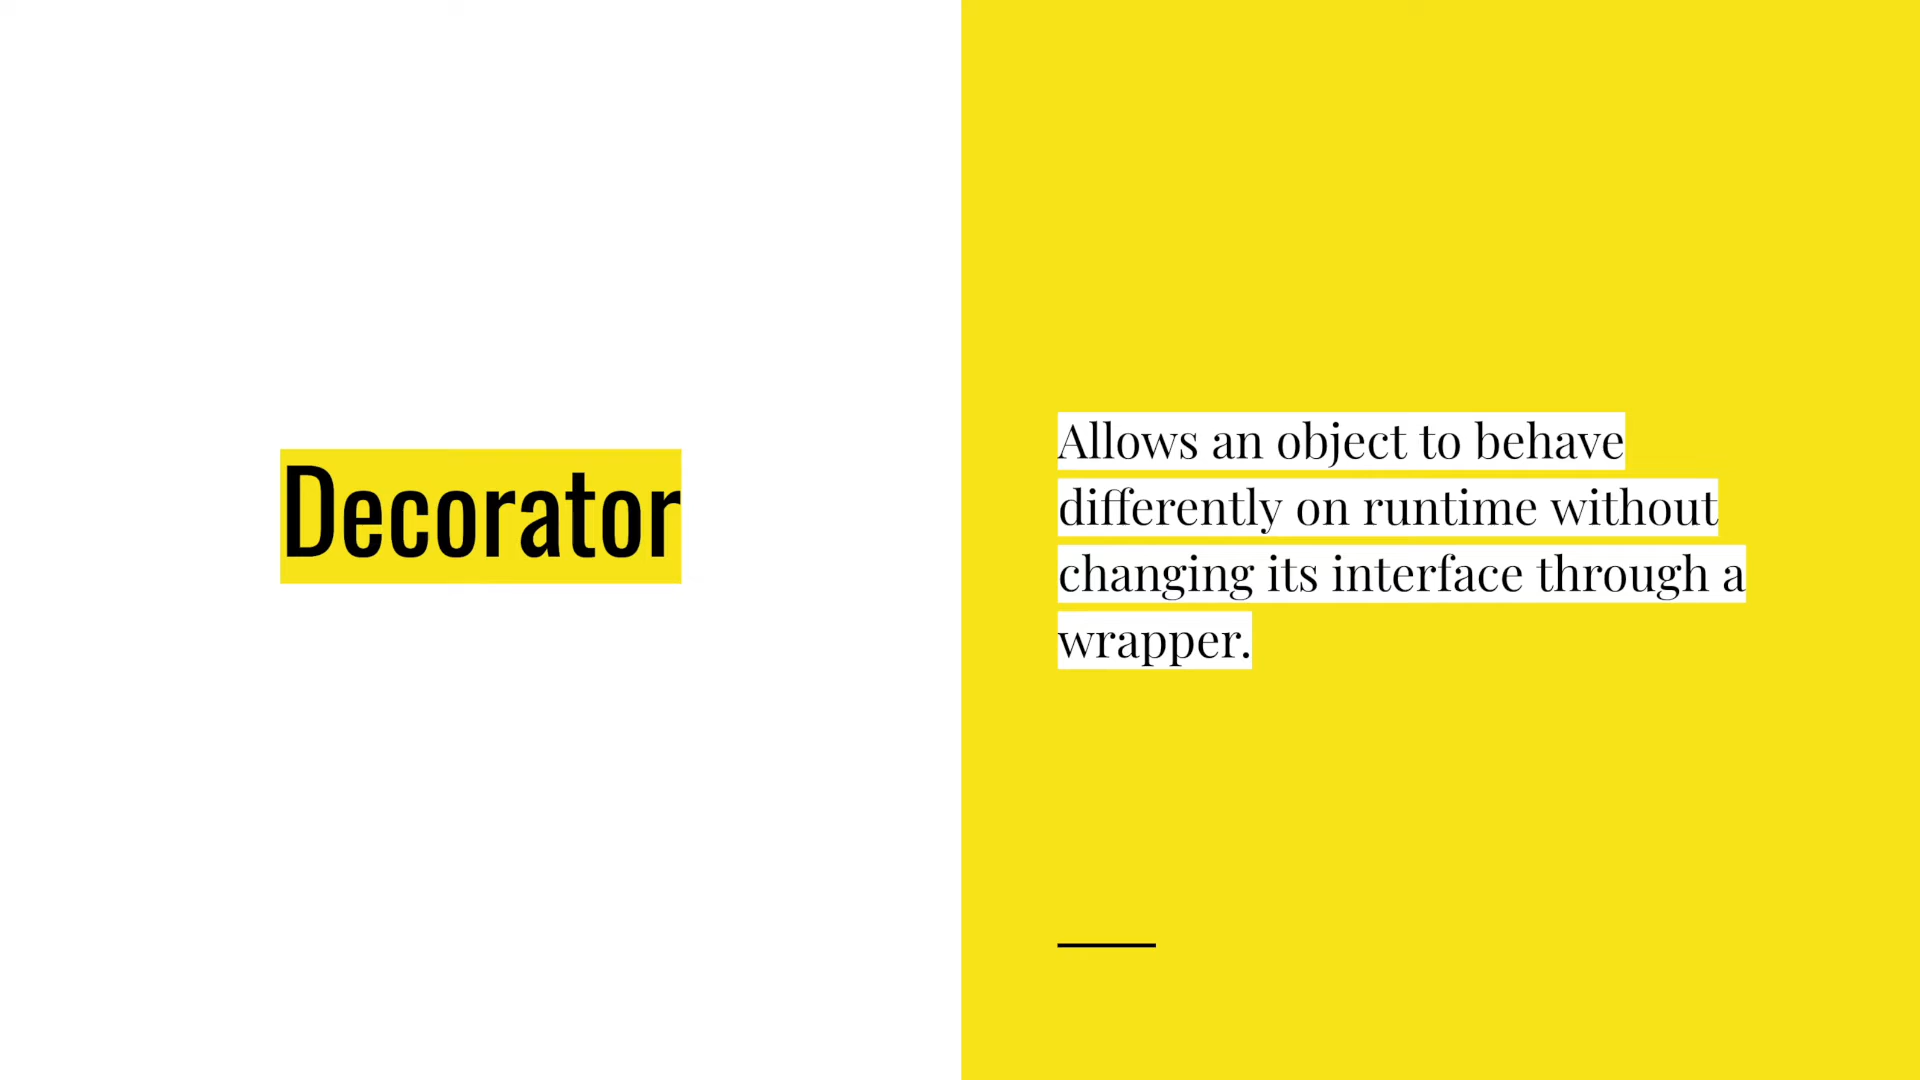 Decorator
Allows an object to behave
differently on runtime without
changing its interface through a
wrapper.